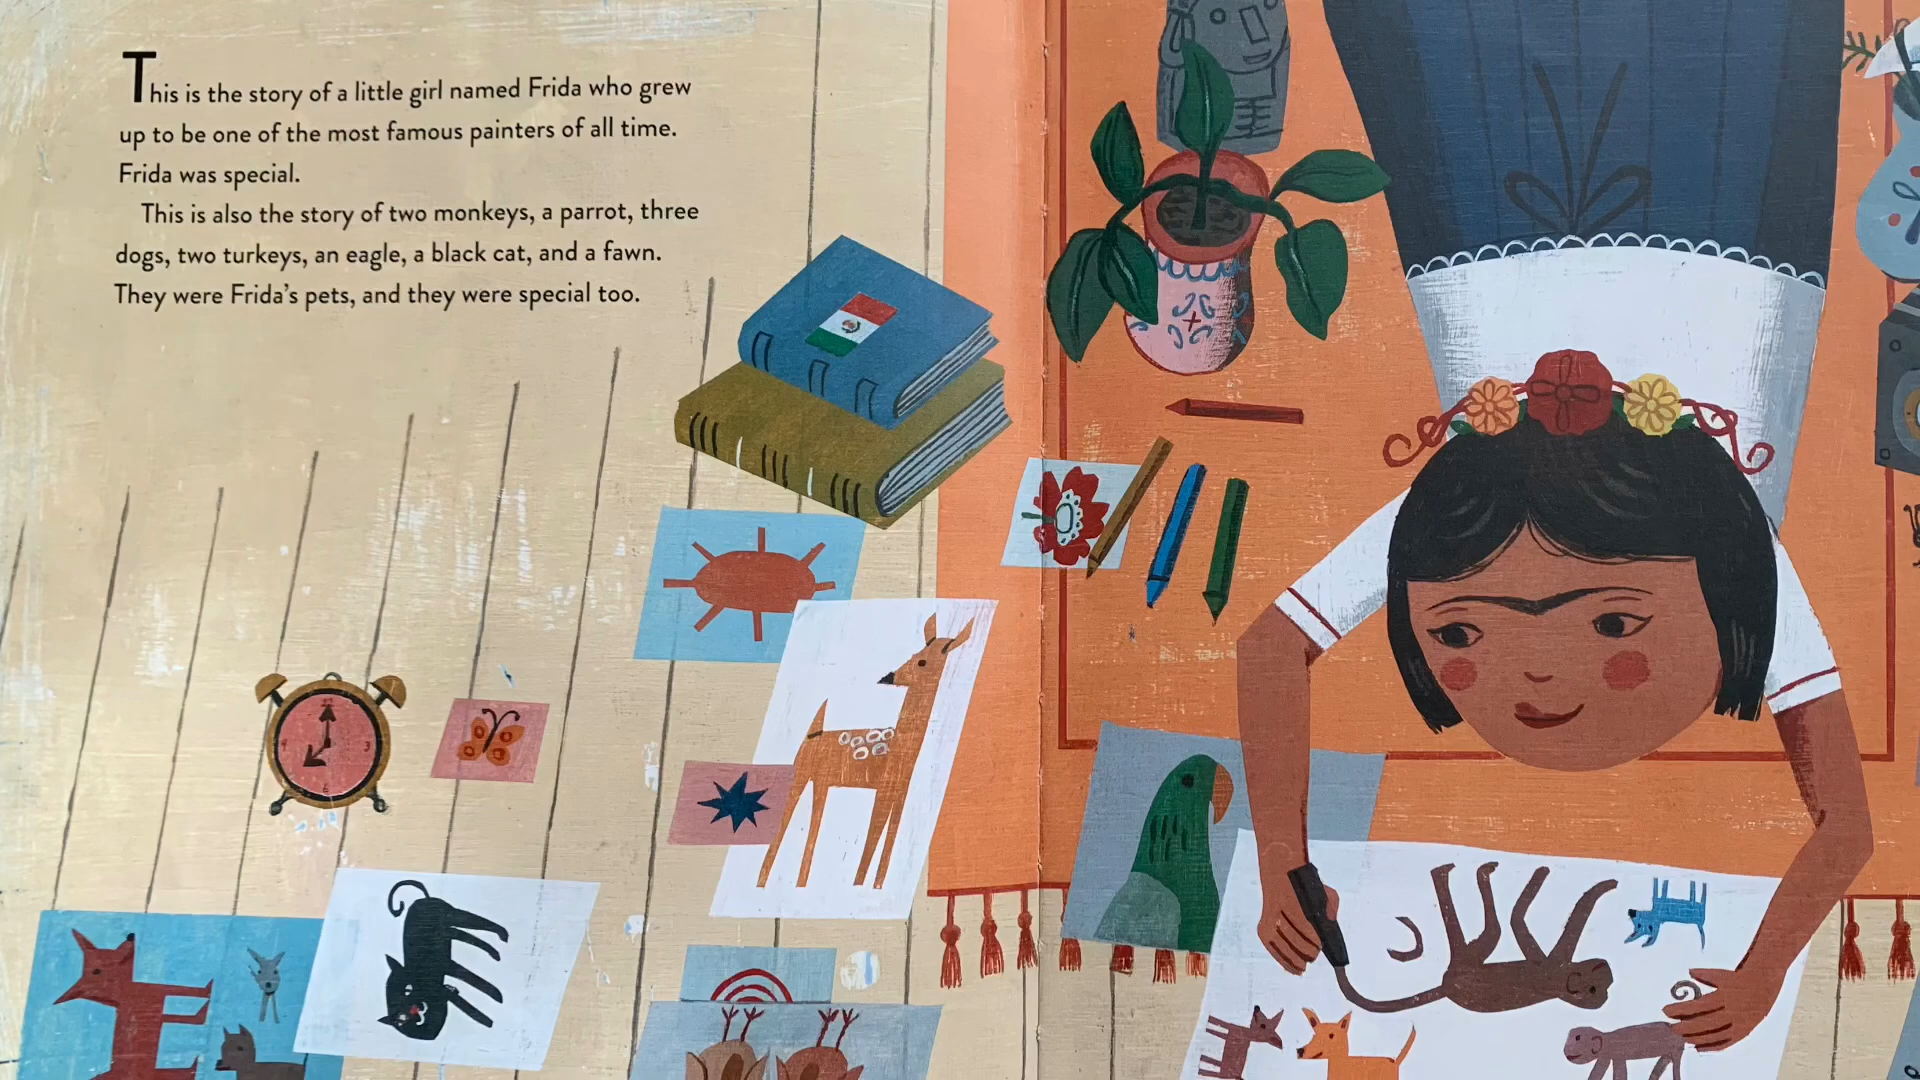 This is the story of a little girl named Frida who grew
up to be one of the most famous painters of all time.
Frida was special.
This is also the story of two monkeys, a parrot, three
dogs, two turkeys, an eagle, a black cat, and a fawn.
They were Frida's pets, and they were special too.